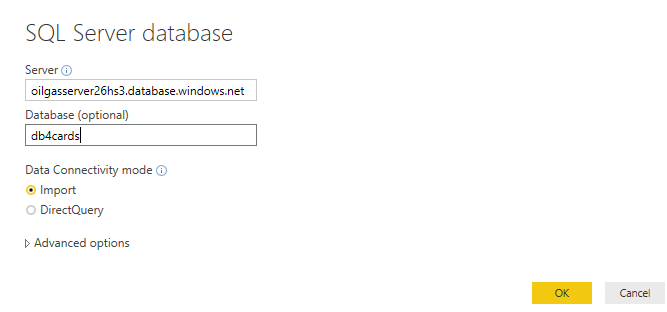 SQL Server database
Server
oilgasserver26hs3.database.windows.net
Database (optional)
db4cards
Data Connectivity mode
Import
DirectQuery
Advanced options
OK Cancel